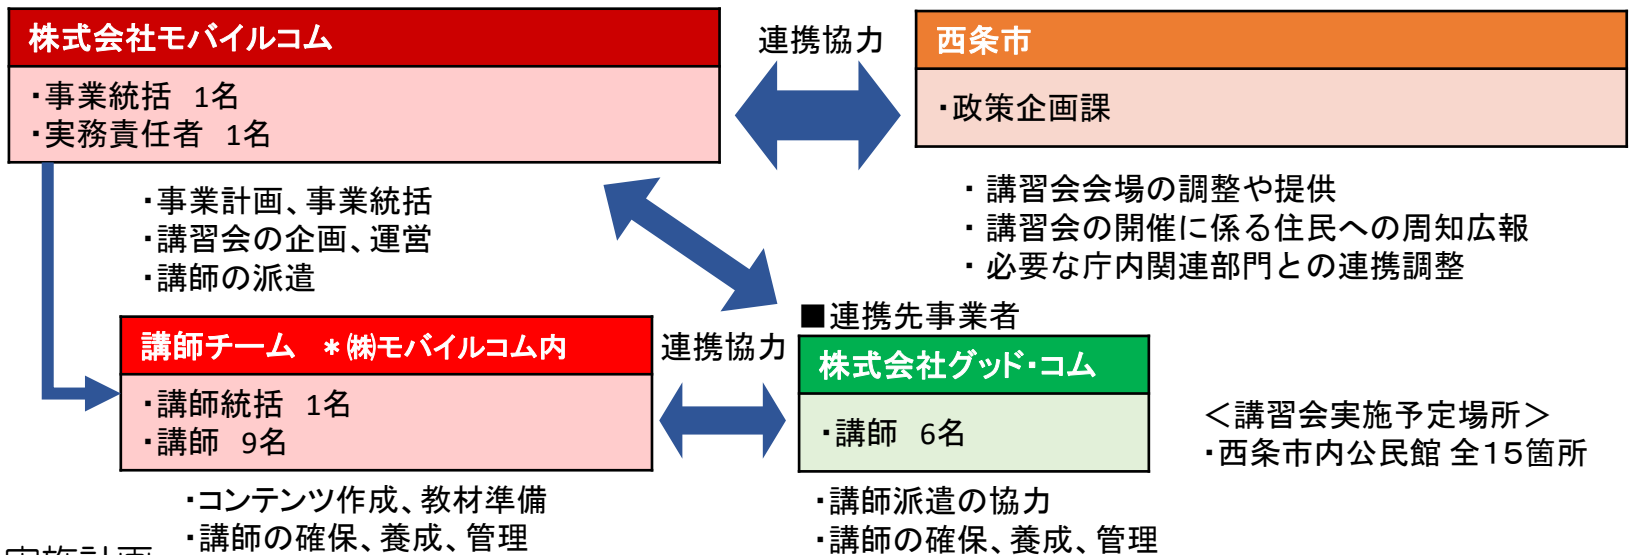 株式会社モバイルコム
・事業統括 1名
・実務責任者 1名
連携協力
西条市
・政策企画課
・事業計画、事業統括
・講習会の企画、運営
・講師の派遣
・講習会会場の調整や提供
・講習会の開催に係る住民への周知広報
・必要な庁内関連部門との連携調整
講師チーム ＊㈱モバイルコム内
・講師統括 1名
・講師 9名
・コンテンツ作成、教材準備
・講師の確保、養成、管理
連携協力
■連携先事業者
株式会社グッド・コム
・講師 6名
・講師派遣の協力
・講師の確保、養成、管理
＜講習会実施予定場所＞
・西条市内公民館 全１５箇所